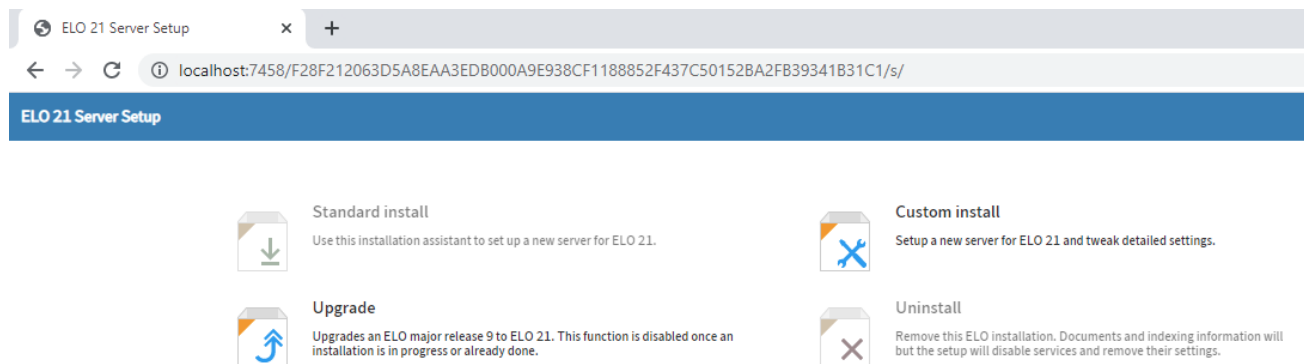 ELO 21 Server Setup
localhost:7458/F28F212063D5A8EAA3EDB000A9E938CF1188852F437C50152BA2FB39341B31C1/s/
ELO 21 Server Setup
Standard install
Use this installation assistant to set up a new server for ELO 21.
Custom install
Setup a new server for ELO 21 and tweak detailed settings.
Upgrade
Upgrades an ELO major release 9 to ELO 21. This function is disabled once an
installation is in progress or already done.
Uninstall
Remove this ELO installation. Documents and indexing information will
but the setup will disable services and remove their settings.